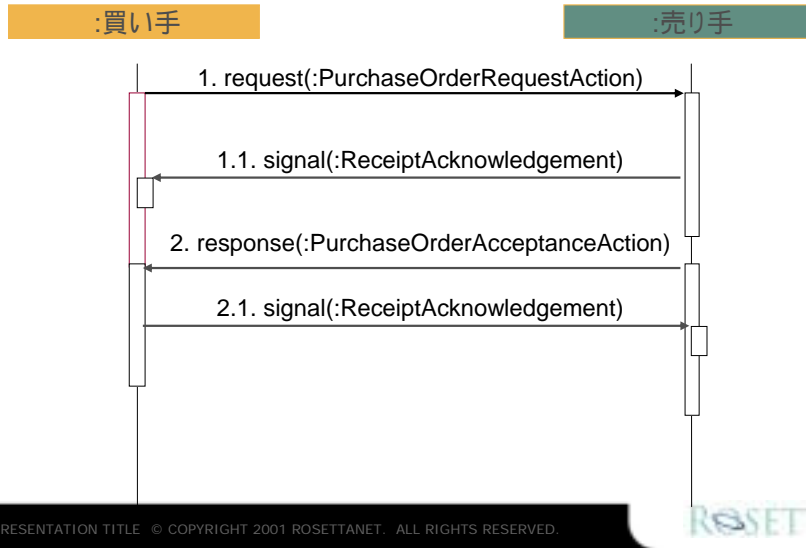 :買い手
:売り手
1. request(:PurchaseOrderRequestAction)
1.1. signal(:ReceiptAcknowledgement)
2. response(:PurchaseOrderAcceptanceAction)
2.1. signal(:ReceiptAcknowledgement)
RESENTATION TITLE © COPYRIGHT 2001 ROSETTANET. ALL RIGHTS RESERVED.
ROSET